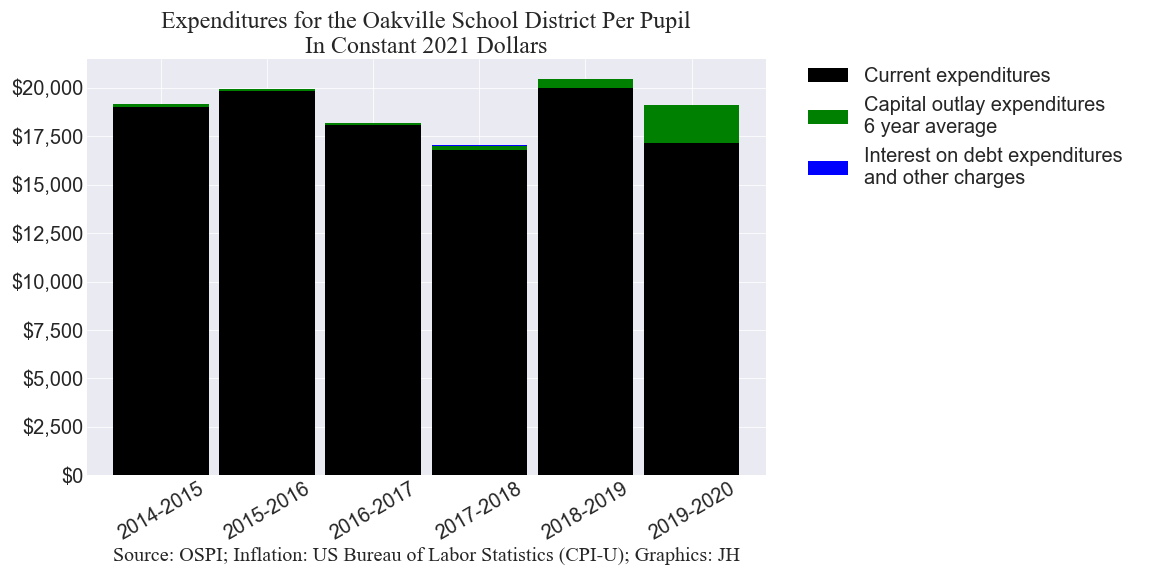 Expenditures for the Oakville School District Per Pupil
In Constant 2021 Dollars
$20,000
$17,500
$15,000
$12,500
$10,000
$7,500
$5,000
$2,500
$0
2014-2015
2015-2016
2016-2017
2017-2018
2018-2019
2019-2020
Current expenditures
Capital outlay expenditures
6 year average
Interest on debt expenditures
and other charges
Source: OSPI; Inflation: US Bureau of Labor Statistics (CPI-U); Graphics: JH